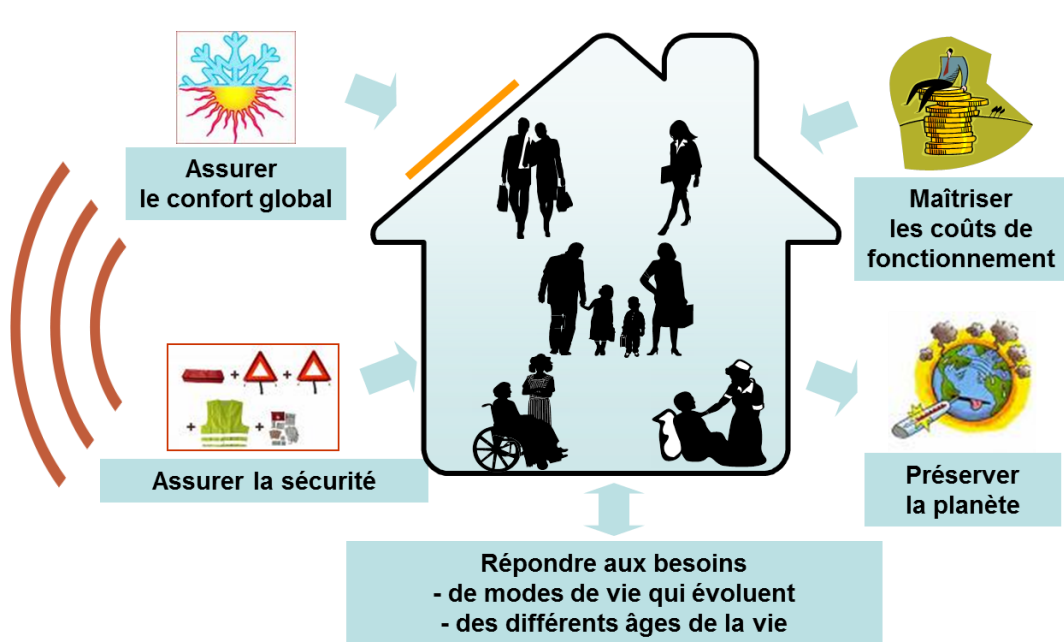 Assurer
le confort global
Maîtriser
les coûts de
fonctionnement
Assurer la sécurité
Préserver
la planète
Répondre aux besoins
- de modes de vie qui évoluent
- des différents âges de la vie